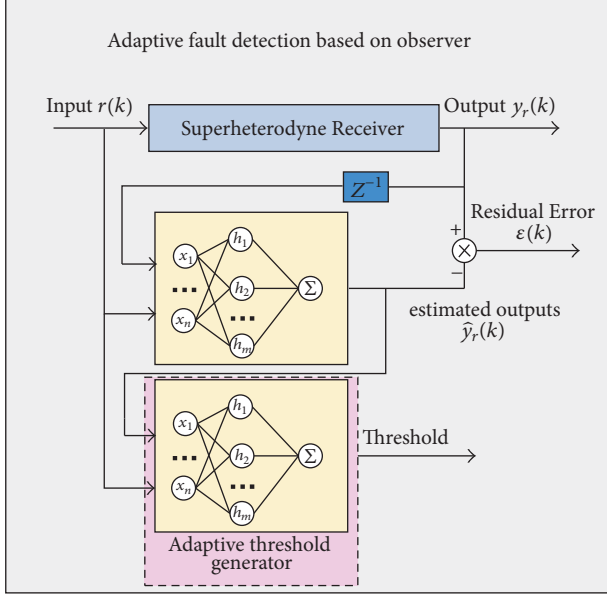 Adaptive fault detection based on observer
Input r(k)
Superheterodyne Receiver
Output y_r(k)
Z^{-1}
Residual Error
ε(k)
+
−
x_1
...
x_n
h_1
h_2
...
h_m
Σ
estimated outputs
ŷ_r(k)
x_1
...
x_n
h_1
h_2
...
h_m
Σ
Threshold
Adaptive threshold
generator